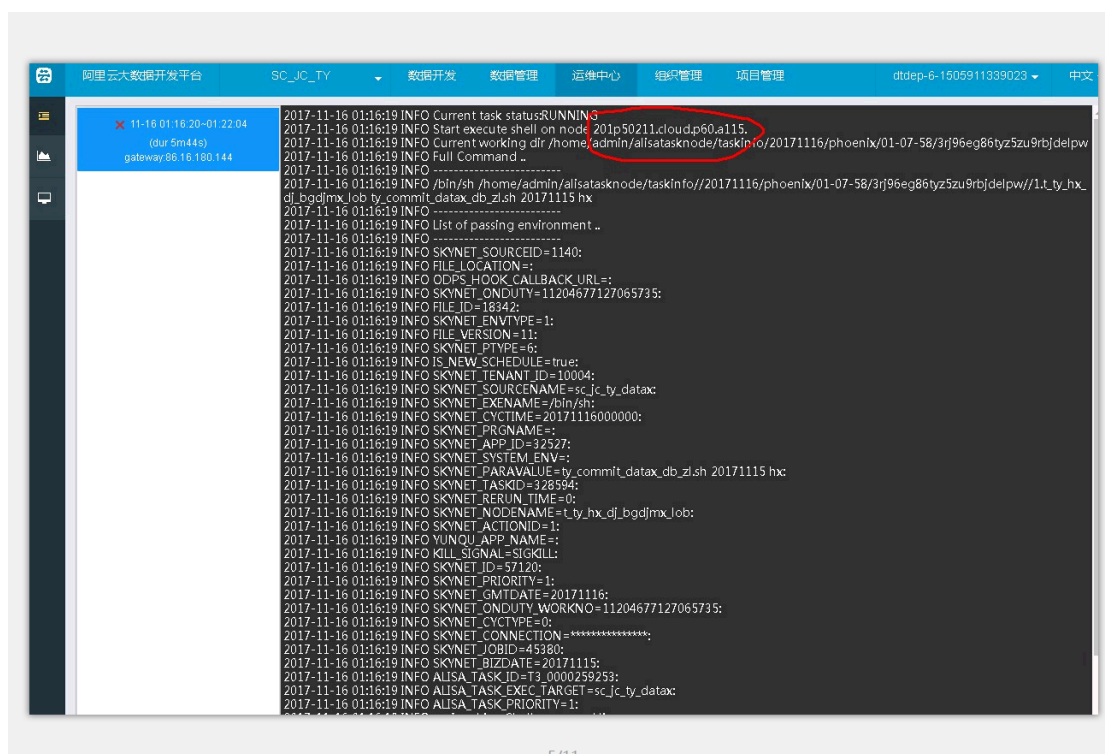 阿里云大数据开发平台 SC_JC_TY 数据开发 数据管理 运维中心 组织管理 项目管理 dtdep-6-1505911339023 中文
11-16 01:16:20~01:22:04
(dur 5m44s)
gateway:86.16.180.144
2017-11-16 01:16:19 INFO Current task status:RUNNING
2017-11-16 01:16:19 INFO Start execute shell on node 201p50211.cloud.p60.a115.
2017-11-16 01:16:19 INFO Current working dir /home/admin/alisatasknode/taskinfo/20171116/phoenix/01-07-58/3rj96eg86tyz5zu9rbjdelpw
2017-11-16 01:16:19 INFO Full Command ..
2017-11-16 01:16:19 INFO --------------------------
2017-11-16 01:16:19 INFO /bin/sh /home/admin/alisatasknode/taskinfo//20171116/phoenix/01-07-58/3rj96eg86tyz5zu9rbjdelpw//1.t_ty_hx_
dj_bgdjmx_lob ty_commit_datax_db_zl.sh 20171115 hx
2017-11-16 01:16:19 INFO --------------------------
2017-11-16 01:16:19 INFO List of passing environment ..
2017-11-16 01:16:19 INFO --------------------------
2017-11-16 01:16:19 INFO SKYNET_SOURCEID=1140:
2017-11-16 01:16:19 INFO FILE_LOCATION=:
2017-11-16 01:16:19 INFO ODPS_HOOK_CALLBACK_URL=:
2017-11-16 01:16:19 INFO SKYNET_ONDUTY=11204677127065735:
2017-11-16 01:16:19 INFO FILE_ID=18342:
2017-11-16 01:16:19 INFO SKYNET_ENVTYPE=1:
2017-11-16 01:16:19 INFO FILE_VERSION=11:
2017-11-16 01:16:19 INFO SKYNET_PTYPE=6:
2017-11-16 01:16:19 INFO IS_NEW_SCHEDULE=true:
2017-11-16 01:16:19 INFO SKYNET_TENANT_ID=10004:
2017-11-16 01:16:19 INFO SKYNET_SOURCENAME=sc_jc_ty_datax:
2017-11-16 01:16:19 INFO SKYNET_EXENAME=/bin/sh:
2017-11-16 01:16:19 INFO SKYNET_CYCTIME=20171116000000:
2017-11-16 01:16:19 INFO SKYNET_PRGNAME=:
2017-11-16 01:16:19 INFO SKYNET_APP_ID=32527:
2017-11-16 01:16:19 INFO SKYNET_SYSTEM_ENV=:
2017-11-16 01:16:19 INFO SKYNET_PARAVALUE=ty_commit_datax_db_zl.sh 20171115 hx:
2017-11-16 01:16:19 INFO SKYNET_TASKID=328594:
2017-11-16 01:16:19 INFO SKYNET_RERUN_TIME=0:
2017-11-16 01:16:19 INFO SKYNET_NODENAME=t_ty_hx_dj_bgdjmx_lob:
2017-11-16 01:16:19 INFO SKYNET_ACTIONID=1:
2017-11-16 01:16:19 INFO YUNQU_APP_NAME=:
2017-11-16 01:16:19 INFO KILL_SIGNAL=SIGKILL:
2017-11-16 01:16:19 INFO SKYNET_ID=57120:
2017-11-16 01:16:19 INFO SKYNET_PRIORITY=1:
2017-11-16 01:16:19 INFO SKYNET_GMTDATE=20171116:
2017-11-16 01:16:19 INFO SKYNET_ONDUTY_WORKNO=11204677127065735:
2017-11-16 01:16:19 INFO SKYNET_CYCTYPE=0:
2017-11-16 01:16:19 INFO SKYNET_CONNECTION=***************:
2017-11-16 01:16:19 INFO SKYNET_JOBID=45380:
2017-11-16 01:16:19 INFO SKYNET_BIZDATE=20171115:
2017-11-16 01:16:19 INFO ALISA_TASK_ID=T3_0000259253:
2017-11-16 01:16:19 INFO ALISA_TASK_EXEC_TARGET=sc_jc_ty_datax:
2017-11-16 01:16:19 INFO ALISA_TASK_PRIORITY=1: